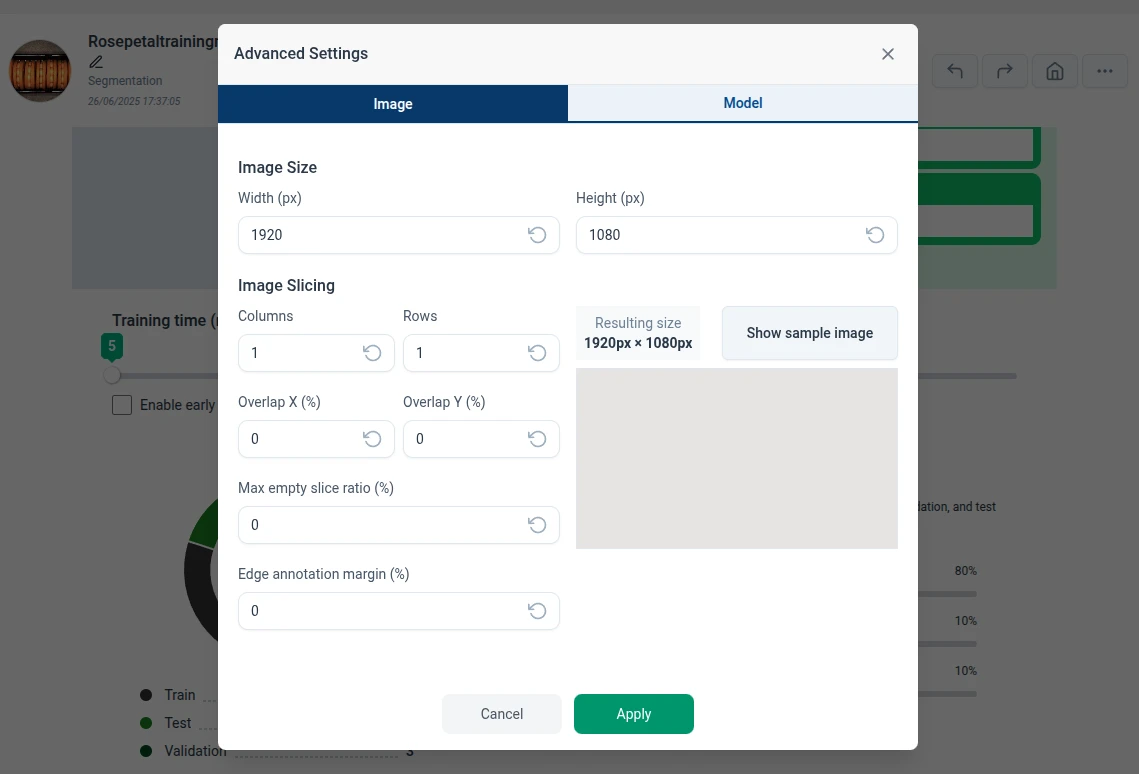 Rosepetaltrainingr
Segmentation
26/06/2025 17:37:05
Advanced Settings
Image
Model
Image Size
Width (px)
Height (px)
1920
1080
Image Slicing
Columns
Rows
1
1
Resulting size
1920px × 1080px
Show sample image
Overlap X (%)
Overlap Y (%)
0
0
Max empty slice ratio (%)
0
Edge annotation margin (%)
0
Cancel
Apply
Training time (
5
Enable early
dation, and test
80%
10%
10%
Train
Test
Validation
3